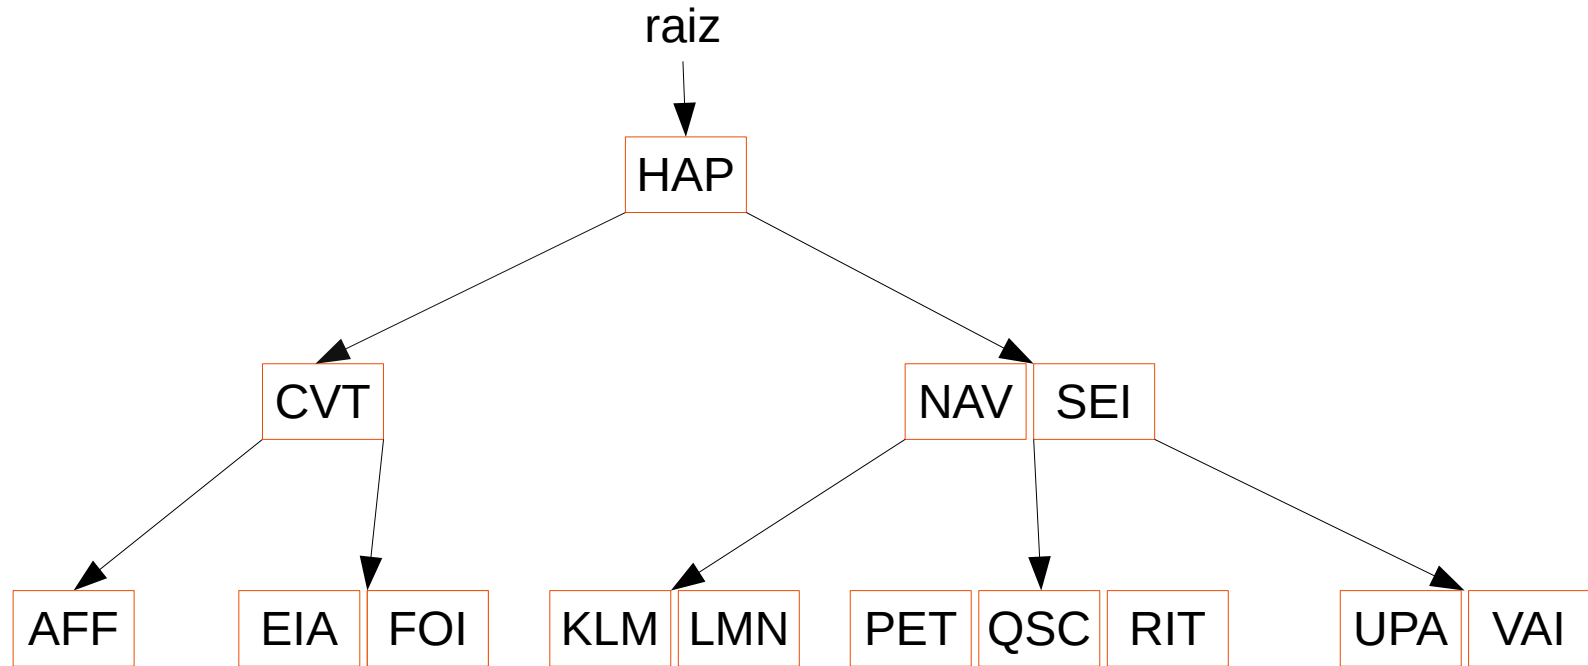 raiz
HAP
CVT NAV SEI
AFF EIA FOI KLM LMN PET QSC RIT UPA VAI